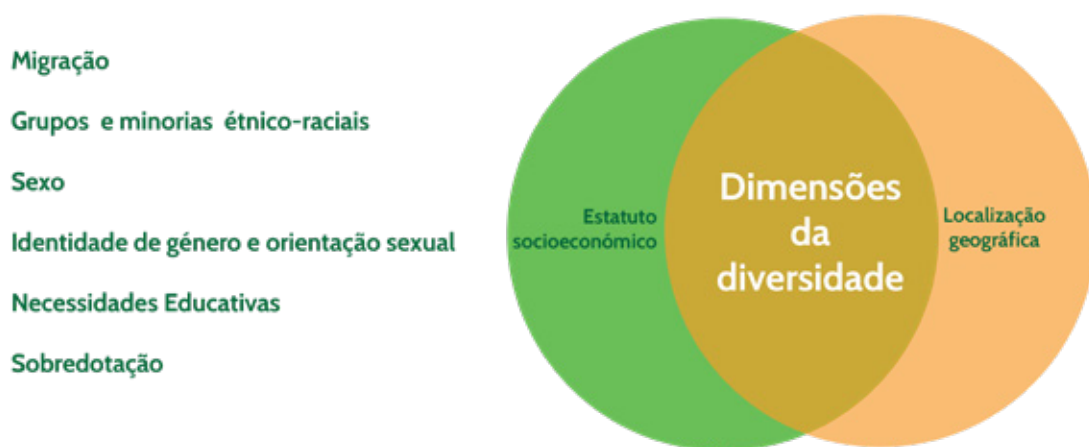 Migração
Grupos e minorias étnico-raciais
Sexo
Identidade de género e orientação sexual
Necessidades Educativas
Sobredotação
Estatuto
socioeconómico
Dimensões
da
diversidade
Localização
geográfica